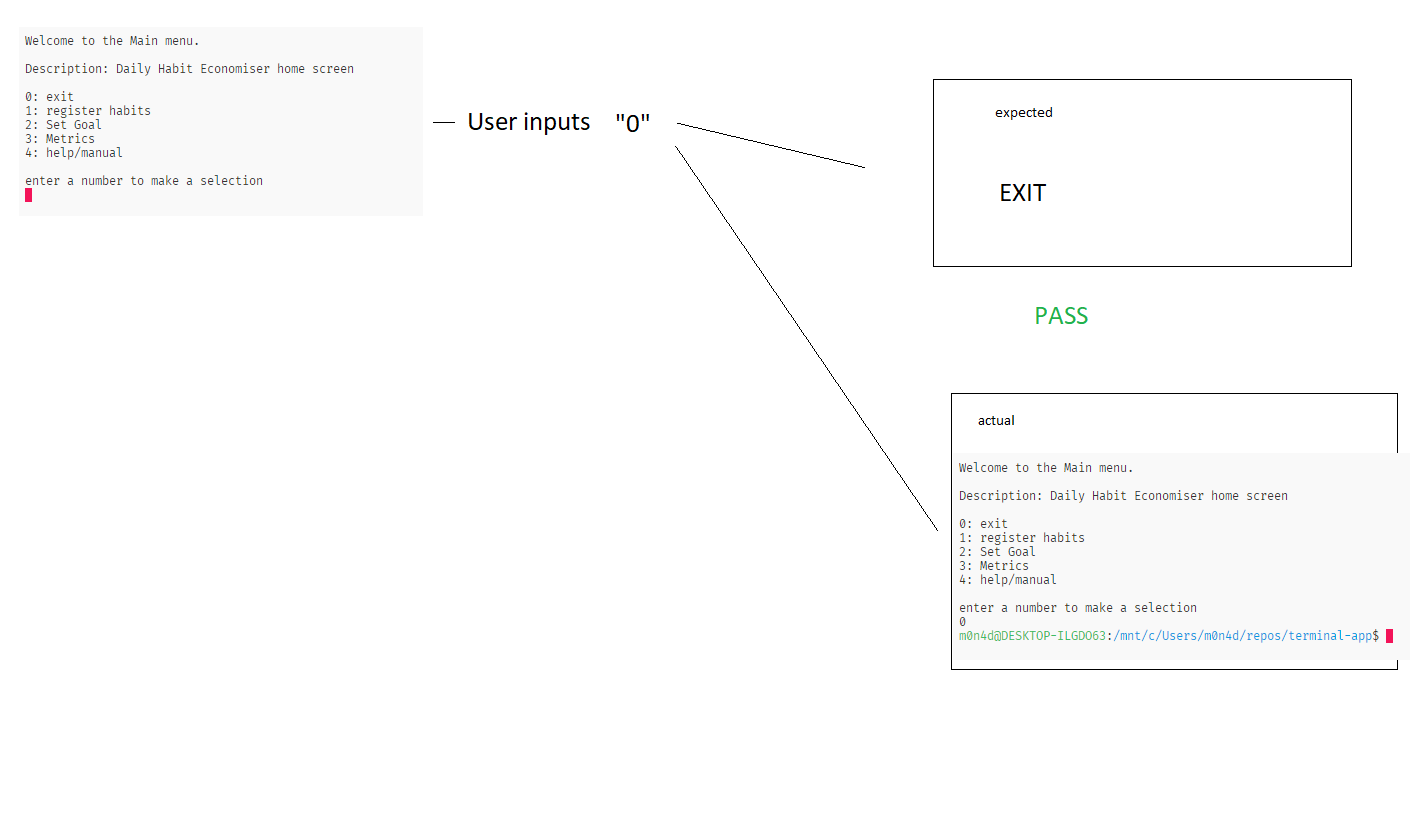 Welcome to the Main menu.
Description: Daily Habit Economiser home screen
0: exit
1: register habits
2: Set Goal
3: Metrics
4: help/manual
enter a number to make a selection
User inputs "0"
expected
EXIT
PASS
actual
Welcome to the Main menu.
Description: Daily Habit Economiser home screen
0: exit
1: register habits
2: Set Goal
3: Metrics
4: help/manual
enter a number to make a selection
0
m0n4d@DESKTOP-ILGDO63:/mnt/c/Users/m0n4d/repos/terminal-app$